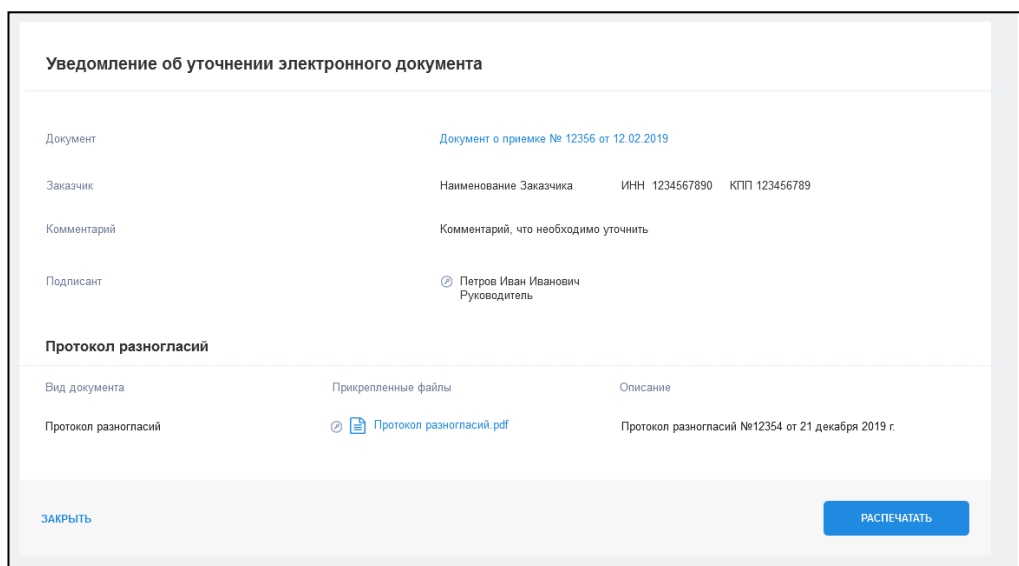 Уведомление об уточнении электронного документа
Документ
Документ о приемке № 12356 от 12.02.2019
Заказчик
Наименование Заказчика ИНН 1234567890 КПП 123456789
Комментарий
Комментарий, что необходимо уточнить
Подписант
Петров Иван Иванович
Руководитель
Протокол разногласий
Вид документа Прикрепленные файлы Описание
Протокол разногласий Протокол разногласий.pdf Протокол разногласий №12354 от 21 декабря 2019 г.
ЗАКРЫТЬ РАСПЕЧАТАТЬ